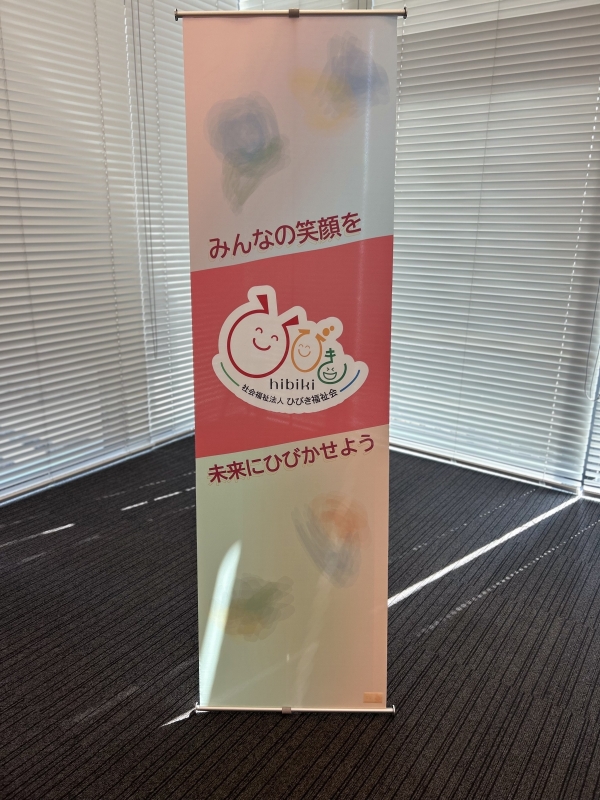 みんなの笑顔を
ひびき
hibiki
社会福祉法人 ひびき福祉会
未来にひびかせよう